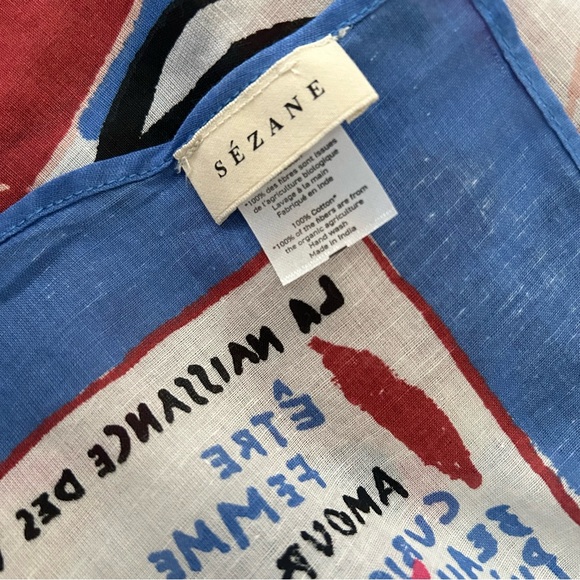 SÉZANE
*100% des fibres sont issues
de l'agriculture biologique
Lavage à la main
Fabriqué en Inde
100% Cotton*
*100% of the fibers are from
the organic agriculture
Hand wash
Made in India
LA NAISSANCE DES
ÊTRE
FEMME
AMOUR